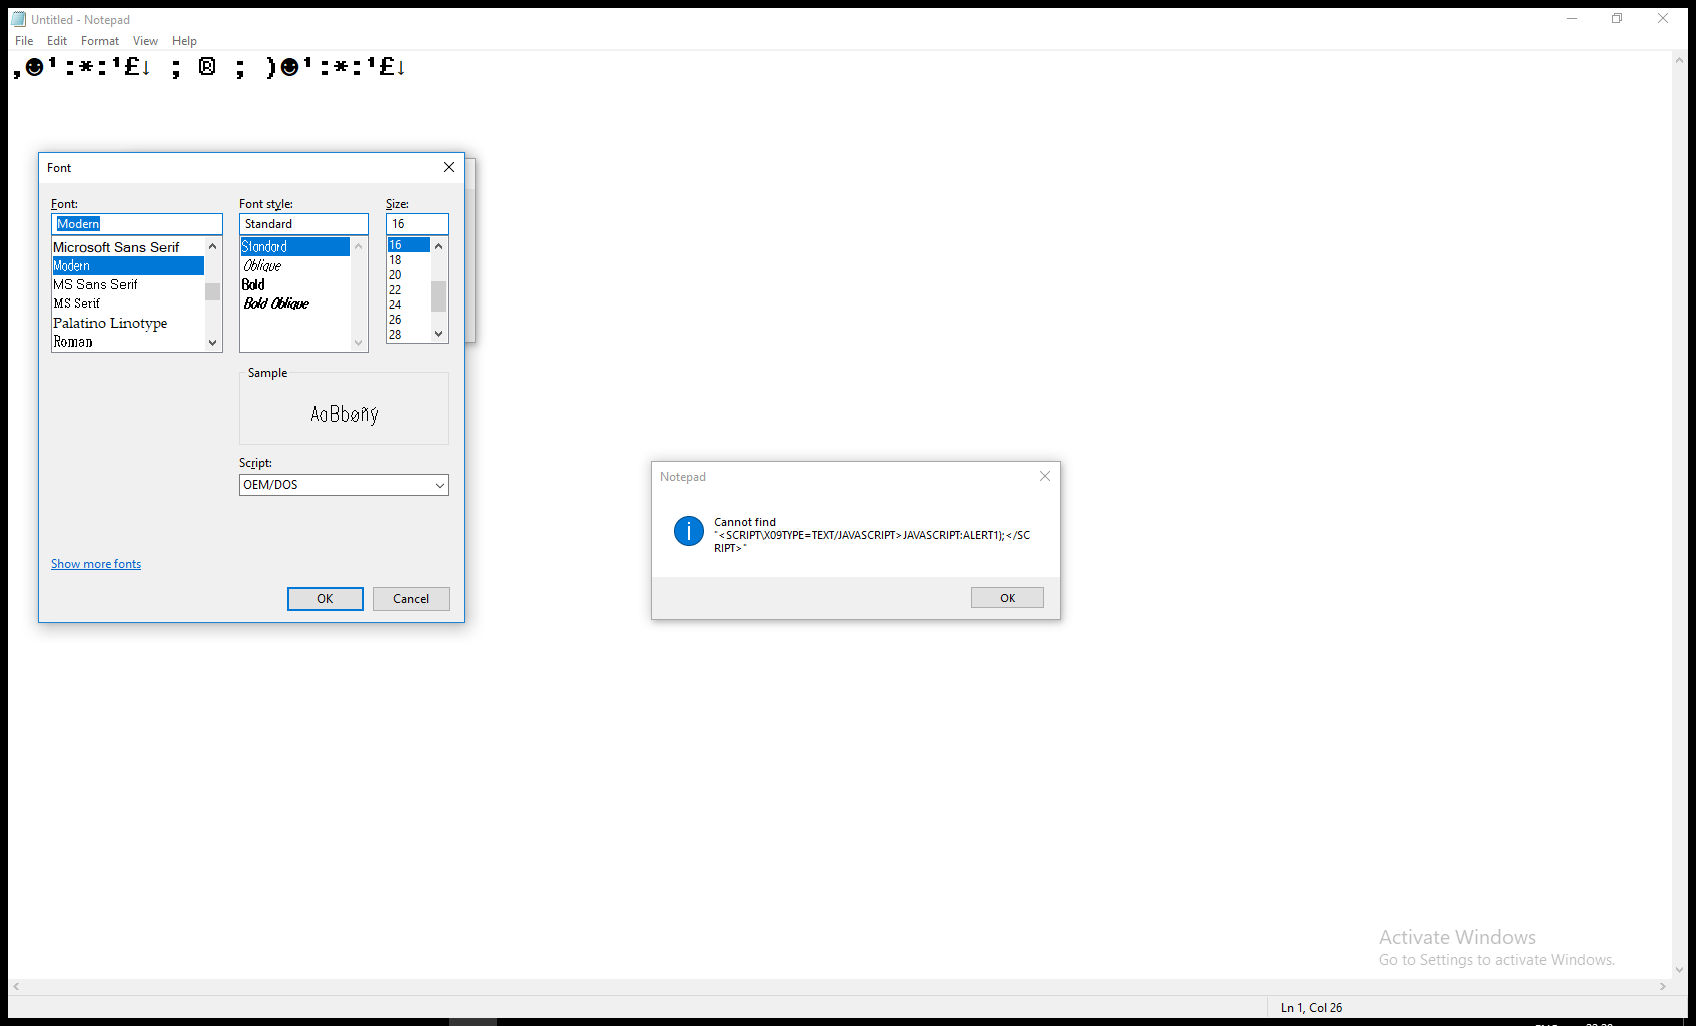 Untitled - Notepad
File Edit Format View Help
,☻¹:*:¹£↓ ; ® ; )☻¹:*:¹£↓
Font
Font: Font style: Size:
Modern Standard 16
Microsoft Sans Serif
Modern
MS Sans Serif
MS Serif
Palatino Linotype
Roman
Standard
Oblique
Bold
Bold Oblique
16
18
20
22
24
26
28
Sample
AaBbøñý
Script:
OEM/DOS
Show more fonts
OK Cancel
Notepad
Cannot find
"<SCRIPT\X09TYPE=TEXT/JAVASCRIPT>JAVASCRIPT:ALERT1);</SC
RIPT>"
OK
Activate Windows
Go to Settings to activate Windows.
Ln 1, Col 26